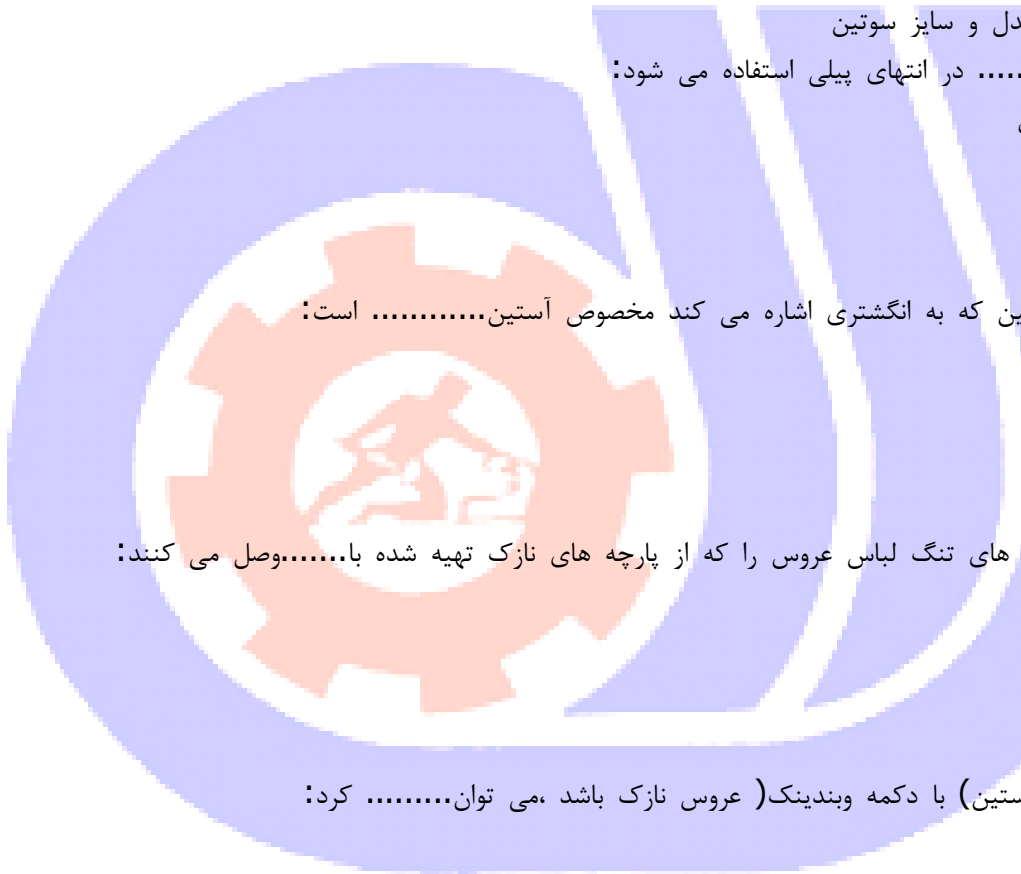 دل و سایز سوتین
..... در انتهای پیلی استفاده می شود:
ین که به انگشتری اشاره می کند مخصوص آستین............ است:
های تنگ لباس عروس را که از پارچه های نازک تهیه شده با.......وصل می کنند:
ستین) با دکمه وبندینک( عروس نازک باشد ،می توان......... کرد: